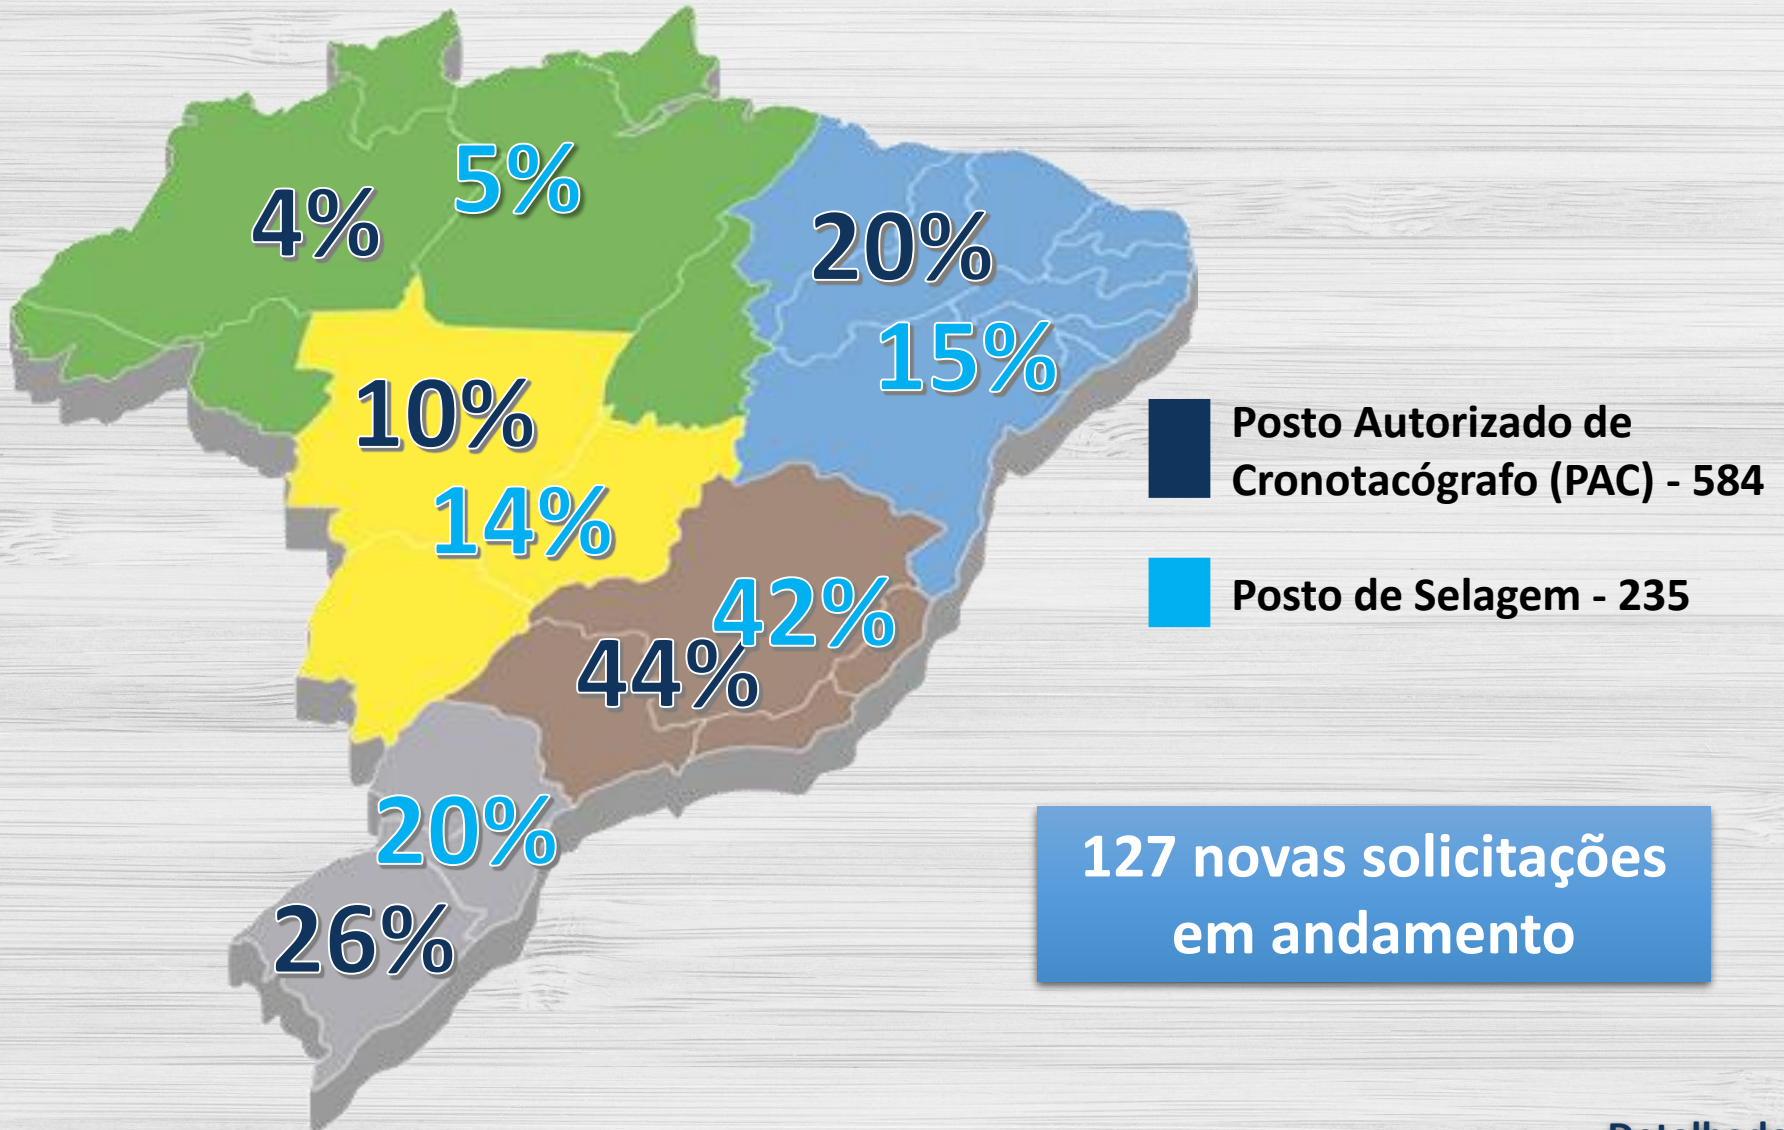 5%
4%
20%
15%
10%
14%
42%
44%
20%
26%
Posto Autorizado de
Cronotacógrafo (PAC) - 584
Posto de Selagem - 235
127 novas solicitações
em andamento